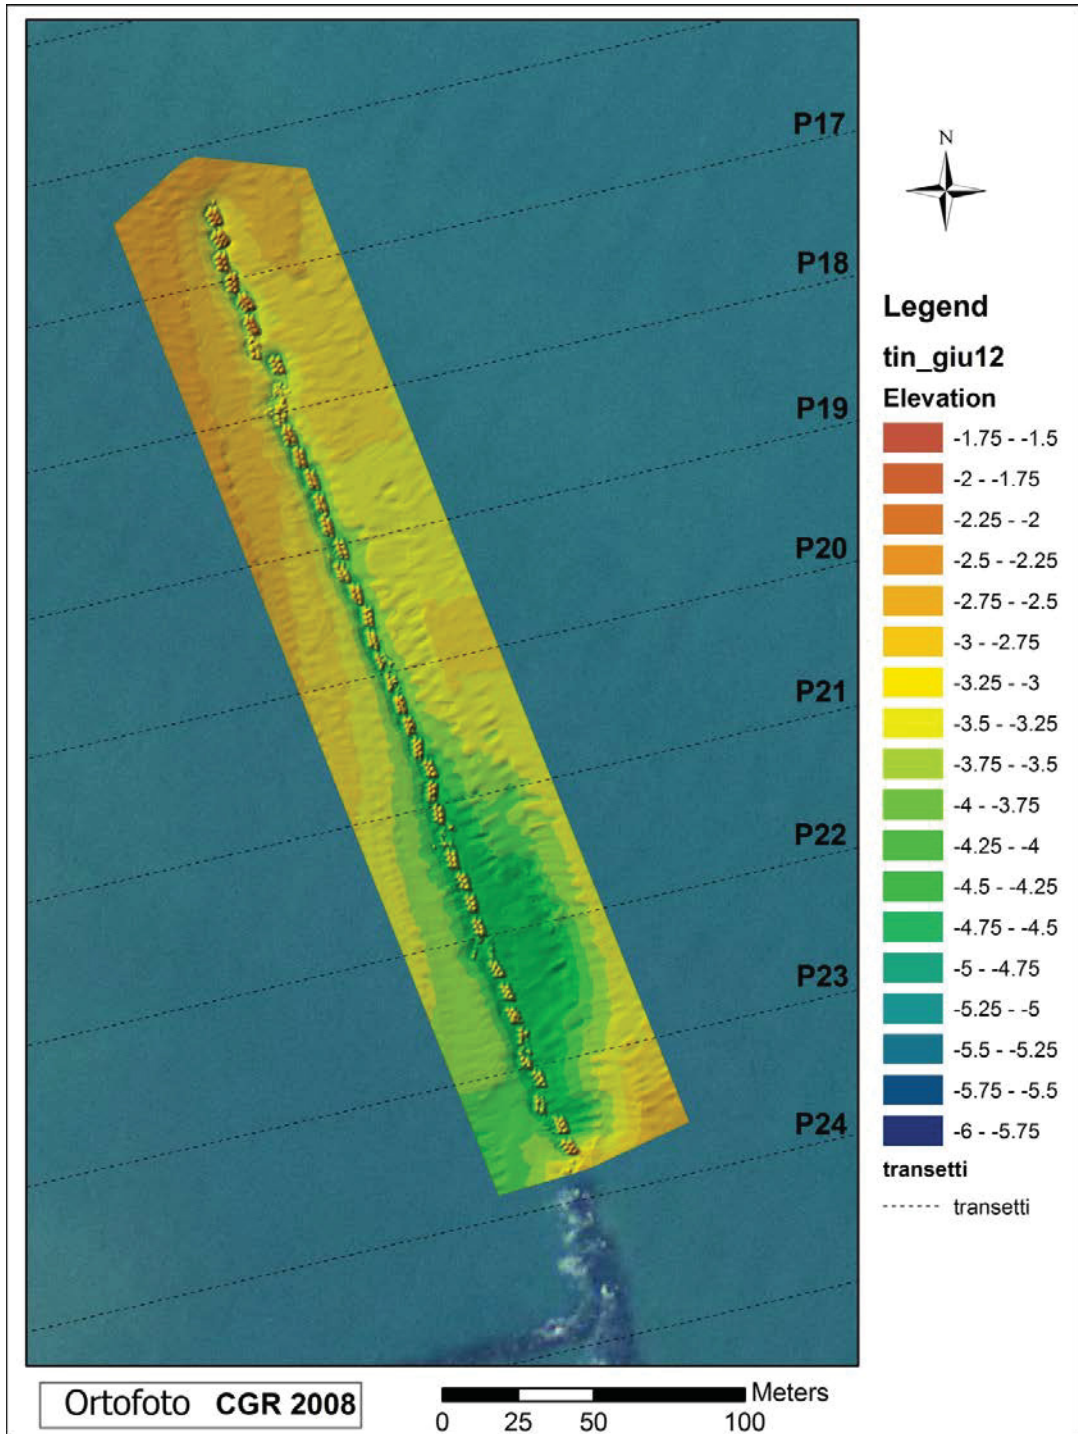 P17
P18
P19
P20
P21
P22
P23
P24
N
Legend
tin_giu12
Elevation
-1.75 - -1.5
-2 - -1.75
-2.25 - -2
-2.5 - -2.25
-2.75 - -2.5
-3 - -2.75
-3.25 - -3
-3.5 - -3.25
-3.75 - -3.5
-4 - -3.75
-4.25 - -4
-4.5 - -4.25
-4.75 - -4.5
-5 - -4.75
-5.25 - -5
-5.5 - -5.25
-5.75 - -5.5
-6 - -5.75
transetti
transetti
Ortofoto CGR 2008
Meters
0 25 50 100